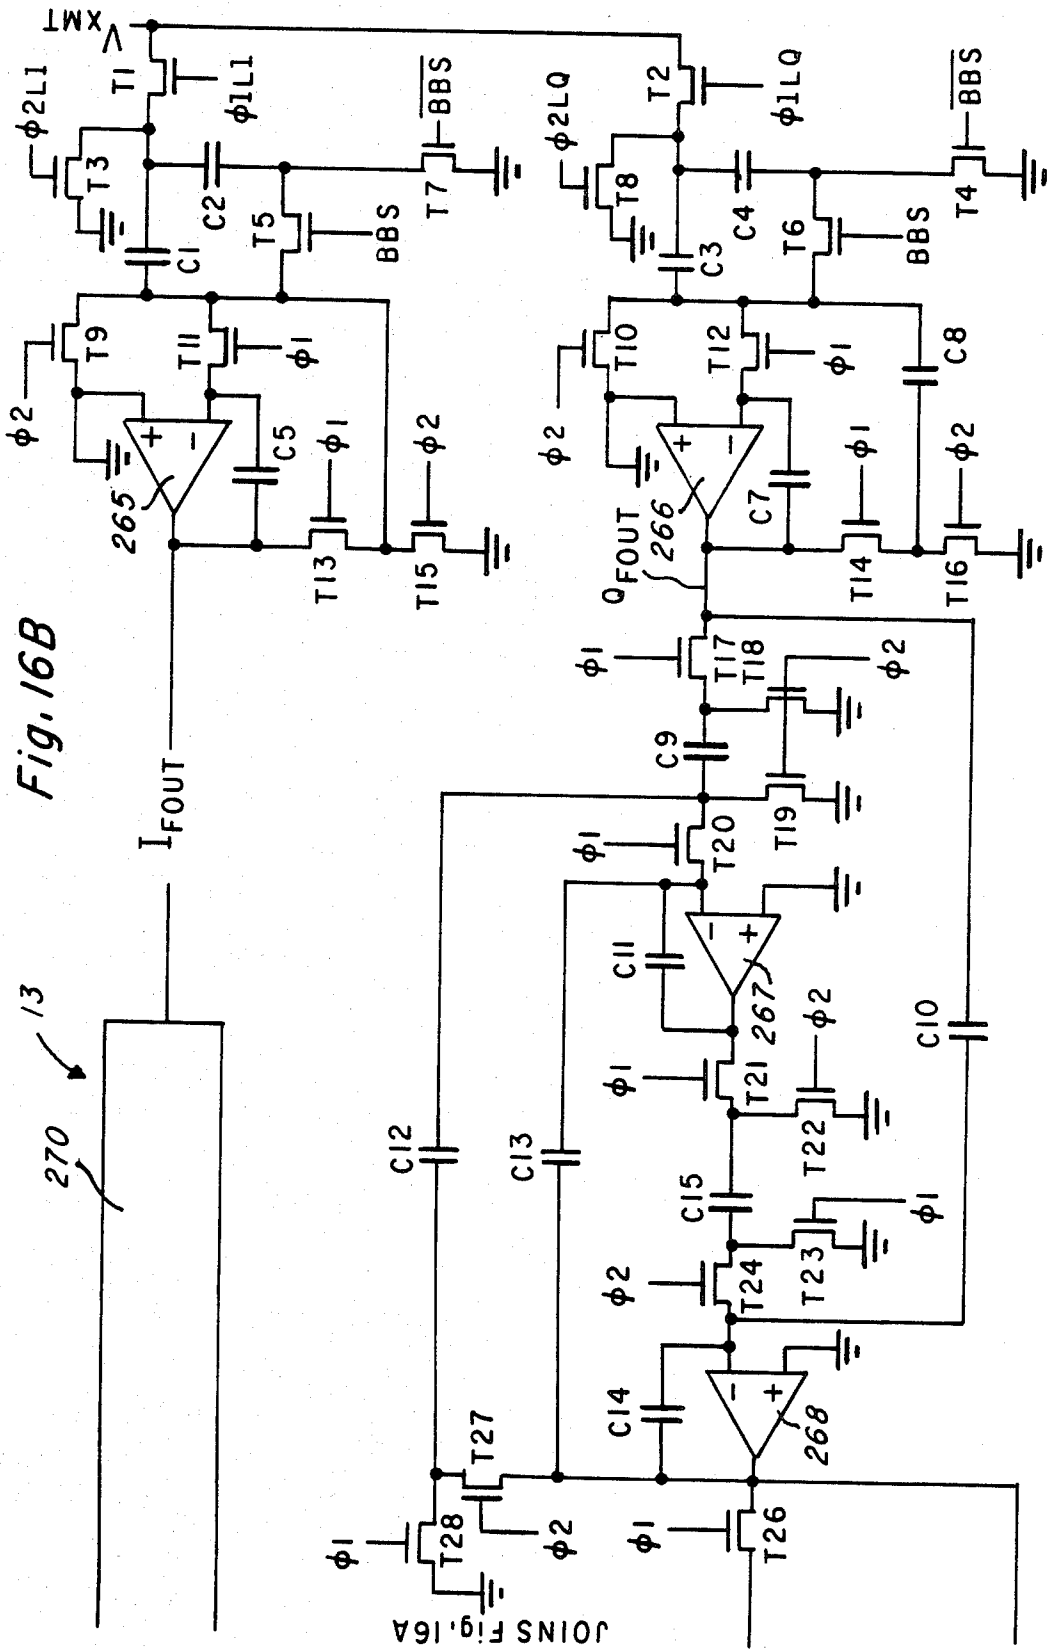 Fig. 16B
13
270
I FOUT
V XMT
T1
φ1L1
φ2L1
T3
C1
C2
T5
BBS
T7
BBS
φ2
T9
T11
φ1
+
−
265
C5
φ1
T13
φ2
T15
T2
φ1LQ
φ2LQ
T8
C3
C4
T6
BBS
T4
BBS
φ2
T10
T12
φ1
+
−
266
C7
C8
φ1
T14
φ2
T16
Q FOUT
φ1
T17
T18
φ2
C9
T19
φ1
T20
C11
−
+
267
C10
φ1
T21
φ2
T22
C12
C13
C15
φ1
T23
φ2
T24
C14
−
+
268
T27
φ2
φ1
T28
φ1
T26
JOINS Fig. 16A